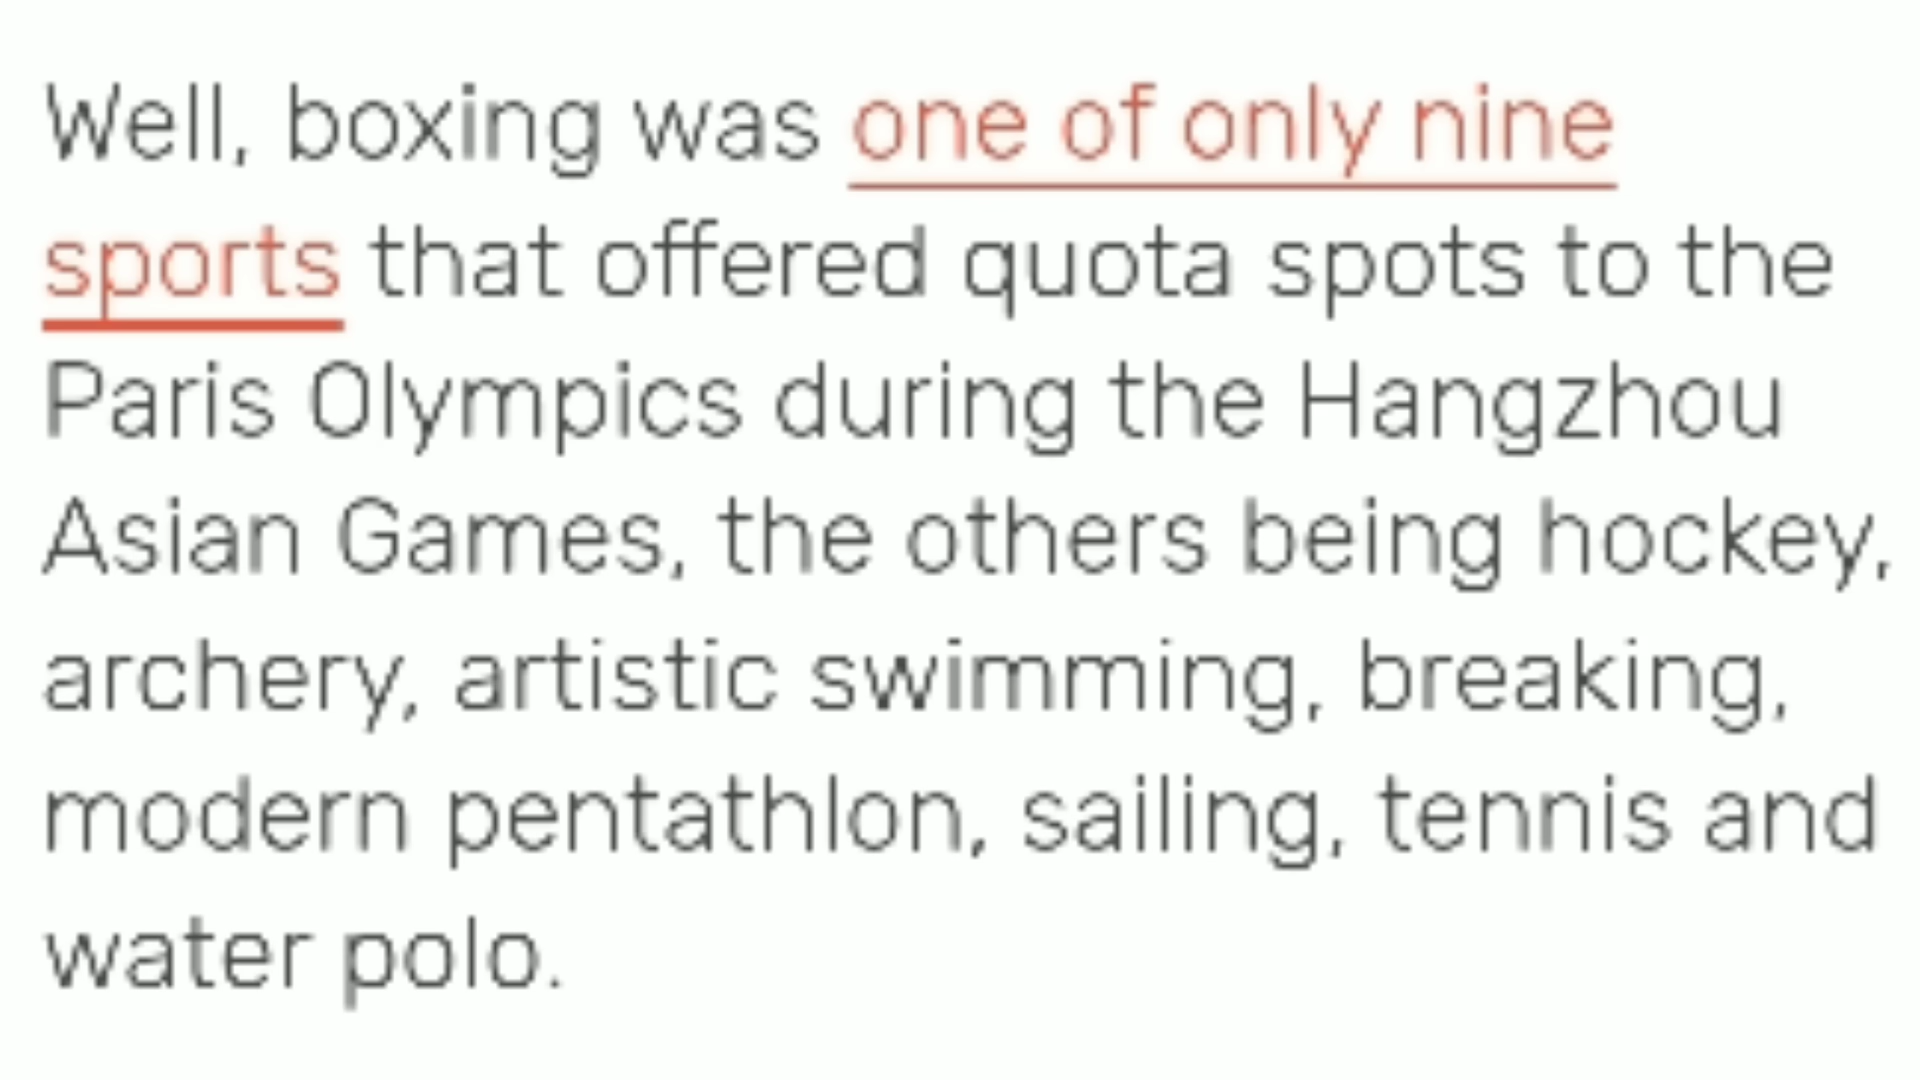 Well, boxing was one of only nine
sports that offered quota spots to the
Paris Olympics during the Hangzhou
Asian Games, the others being hockey,
archery, artistic swimming, breaking,
modern pentathlon, sailing, tennis and
water polo.